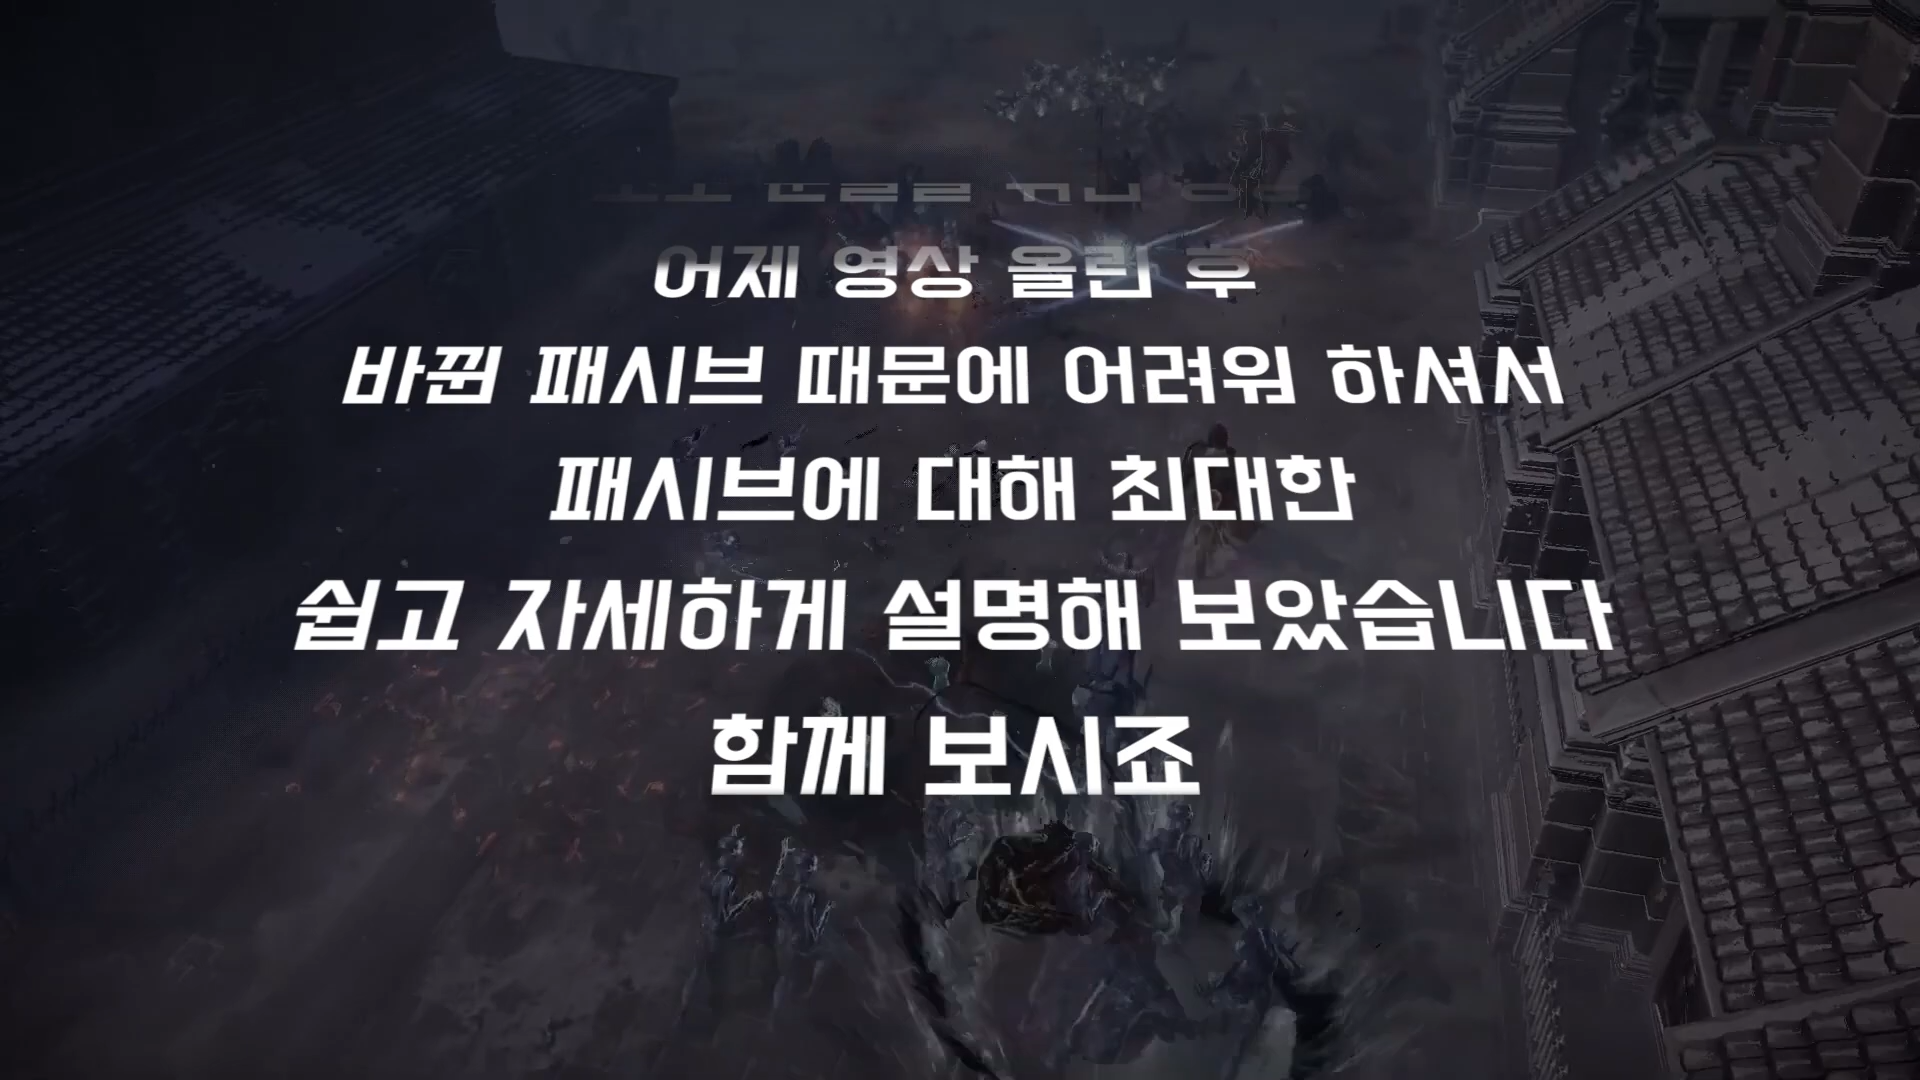 어제 영상 올린 후
바뀜 패시브 때문에 어려워 하셔서
패시브에 대해 최대한
쉽고 자세하게 설명해 보았습니다
함께 보시죠